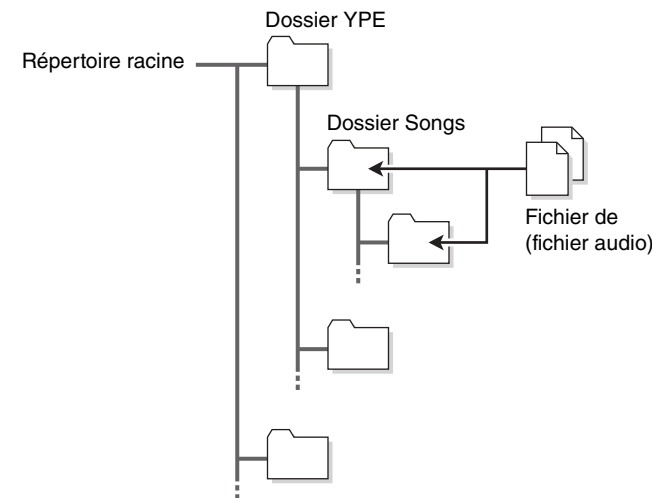 Dossier YPE
Répertoire racine
Dossier Songs
Fichier de
(fichier audio)